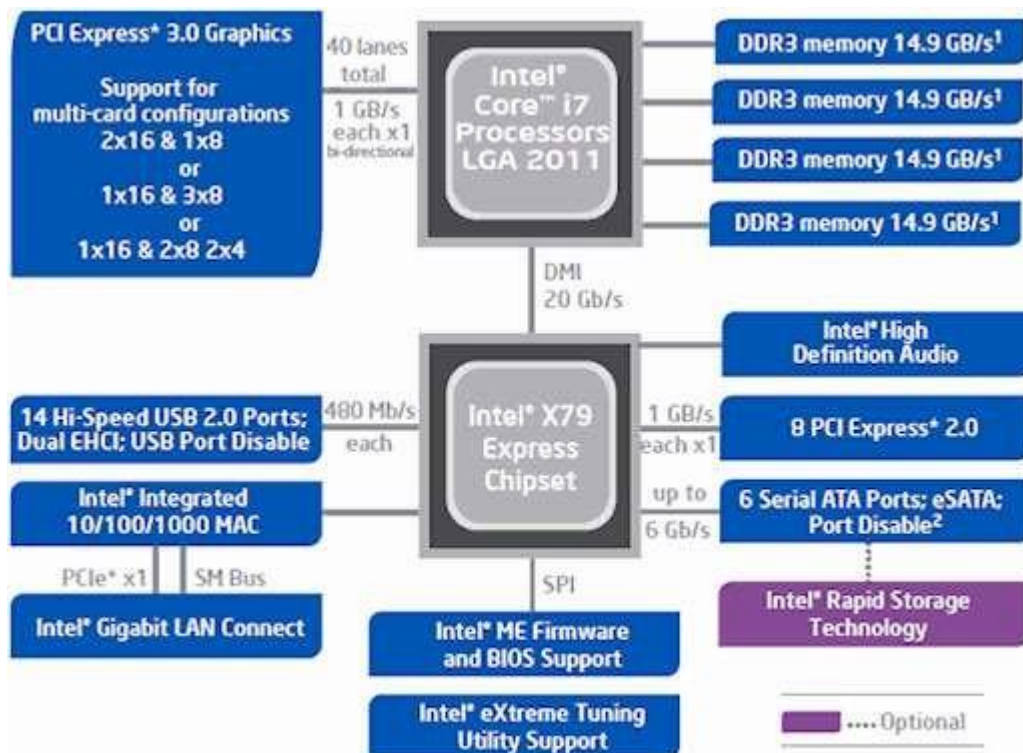 PCI Express* 3.0 Graphics
Support for
multi-card configurations
2x16 & 1x8
or
1x16 & 3x8
or
1x16 & 2x8 2x4
40 lanes
total
1 GB/s
each x1
bi-directional
Intel®
Core™ i7
Processors
LGA 2011
DDR3 memory 14.9 GB/s¹
DDR3 memory 14.9 GB/s¹
DDR3 memory 14.9 GB/s¹
DDR3 memory 14.9 GB/s¹
DMI
20 Gb/s
Intel® High
Definition Audio
14 Hi-Speed USB 2.0 Ports;
Dual EHCI; USB Port Disable
480 Mb/s
each
Intel® X79
Express
Chipset
1 GB/s
each x1
8 PCI Express* 2.0
Intel® Integrated
10/100/1000 MAC
up to
6 Gb/s
6 Serial ATA Ports; eSATA;
Port Disable²
PCIe* x1
SM Bus
SPI
Intel® Rapid Storage
Technology
Intel® Gigabit LAN Connect
Intel® ME Firmware
and BIOS Support
Intel® eXtreme Tuning
Utility Support
Optional